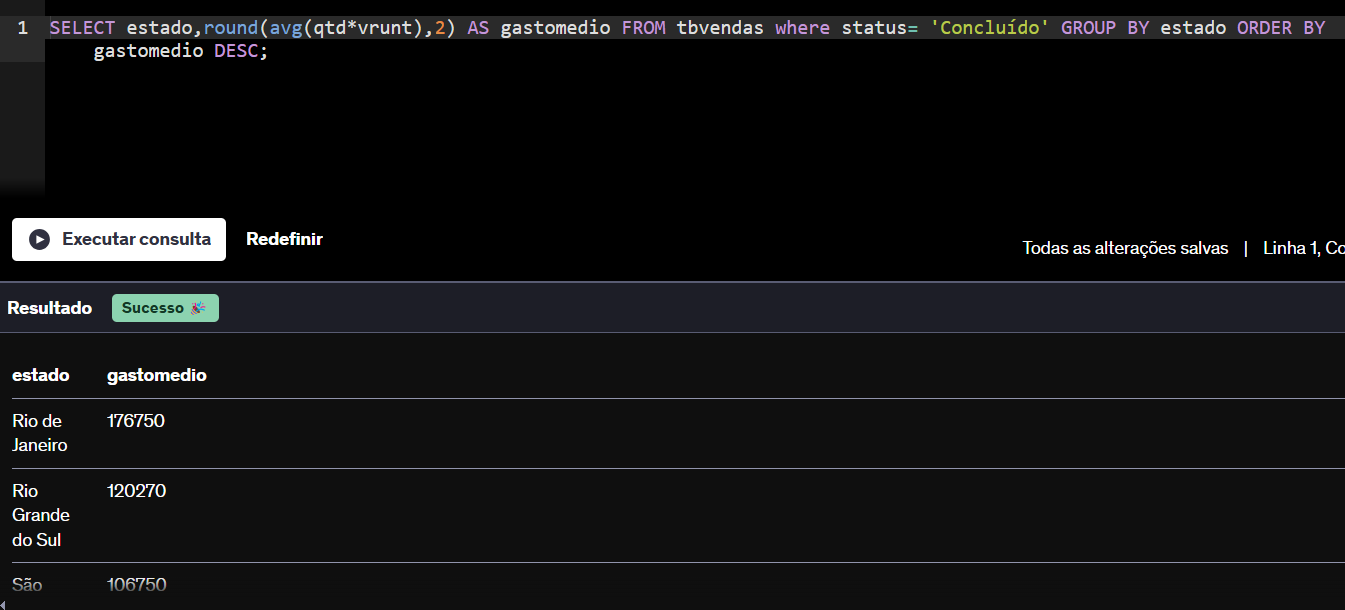 1 SELECT estado,round(avg(qtd*vrunt),2) AS gastomedio FROM tbvendas where status= 'Concluído' GROUP BY estado ORDER BY
gastomedio DESC;
Executar consulta Redefinir
Todas as alterações salvas | Linha 1, Co
Resultado Sucesso 🎉
estado gastomedio
Rio de 176750
Janeiro
Rio 120270
Grande
do Sul
São 106750